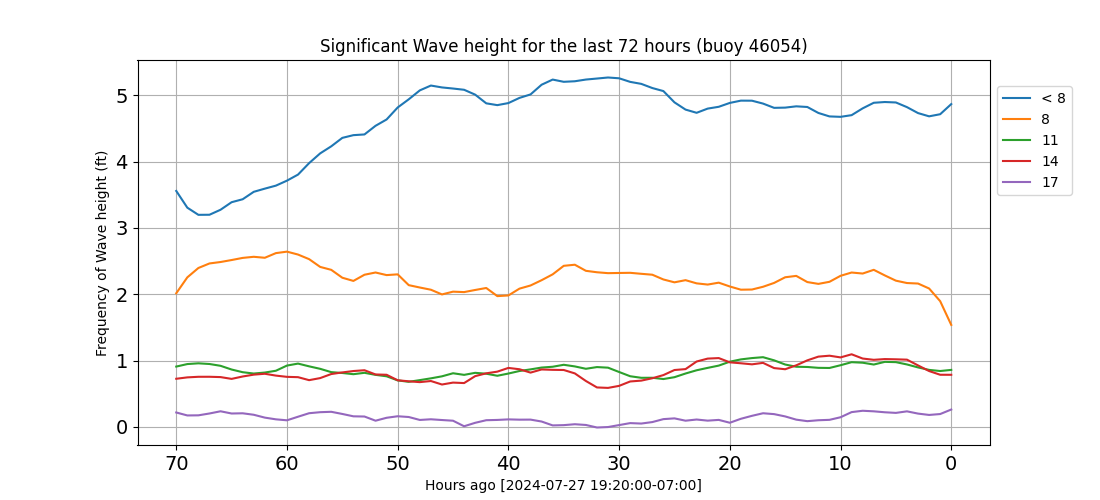 Significant Wave height for the last 72 hours (buoy 46054)
Frequency of Wave height (ft)
5
4
3
2
1
0
70 60 50 40 30 20 10 0
Hours ago [2024-07-27 19:20:00-07:00]
< 8
8
11
14
17